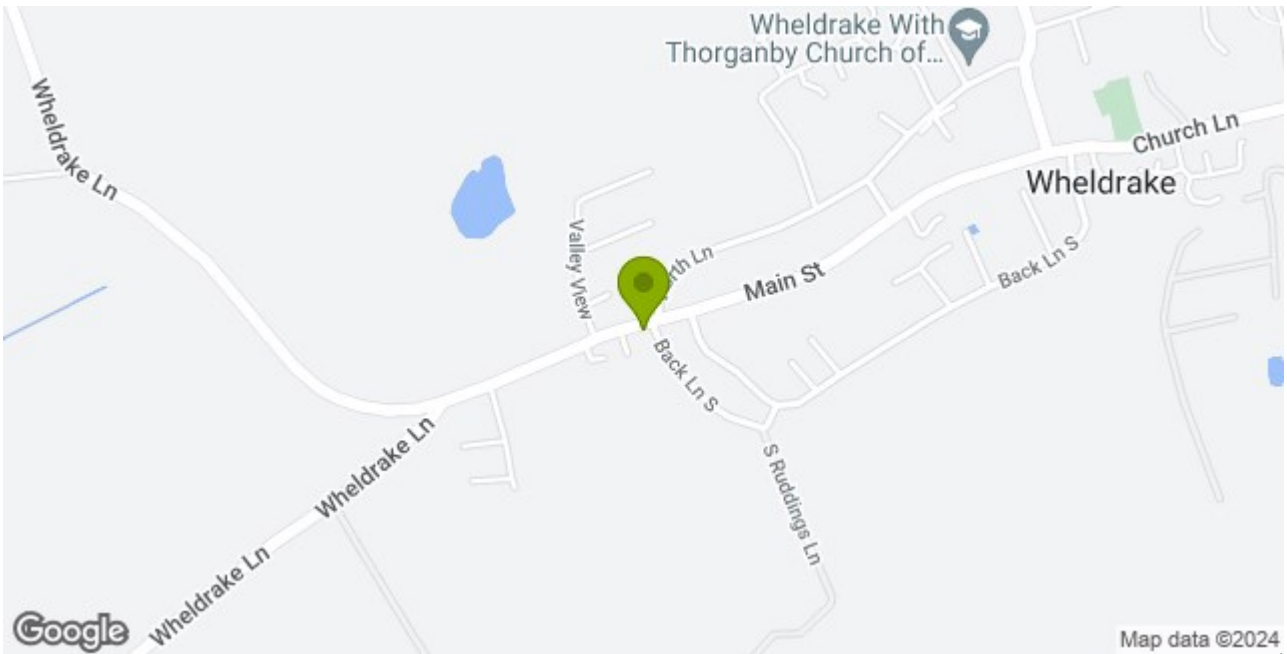 Wheldrake With
Thorganby Church of...
Wheldrake Ln
Church Ln
Wheldrake
Valley View
Main St
Back Ln S
Back Ln S
Wheldrake Ln
S Ruddings Ln
Wheldrake Ln
Google
Map data ©2024